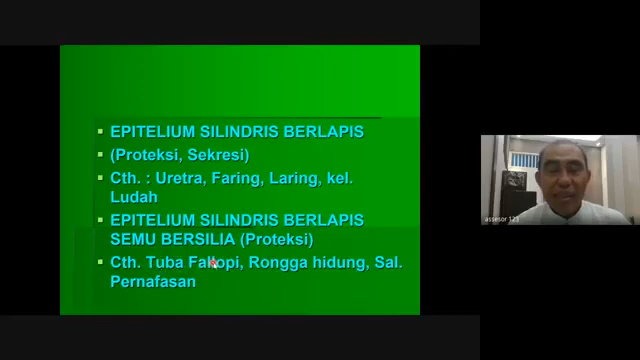 EPITELIUM SILINDRIS BERLAPIS
(Proteksi, Sekresi)
Cth. : Uretra, Faring, Laring, kel.
Ludah
EPITELIUM SILINDRIS BERLAPIS
SEMU BERSILIA (Proteksi)
Cth. Tuba Fallopi, Rongga hidung, Sal.
Pernafasan
assesor 123